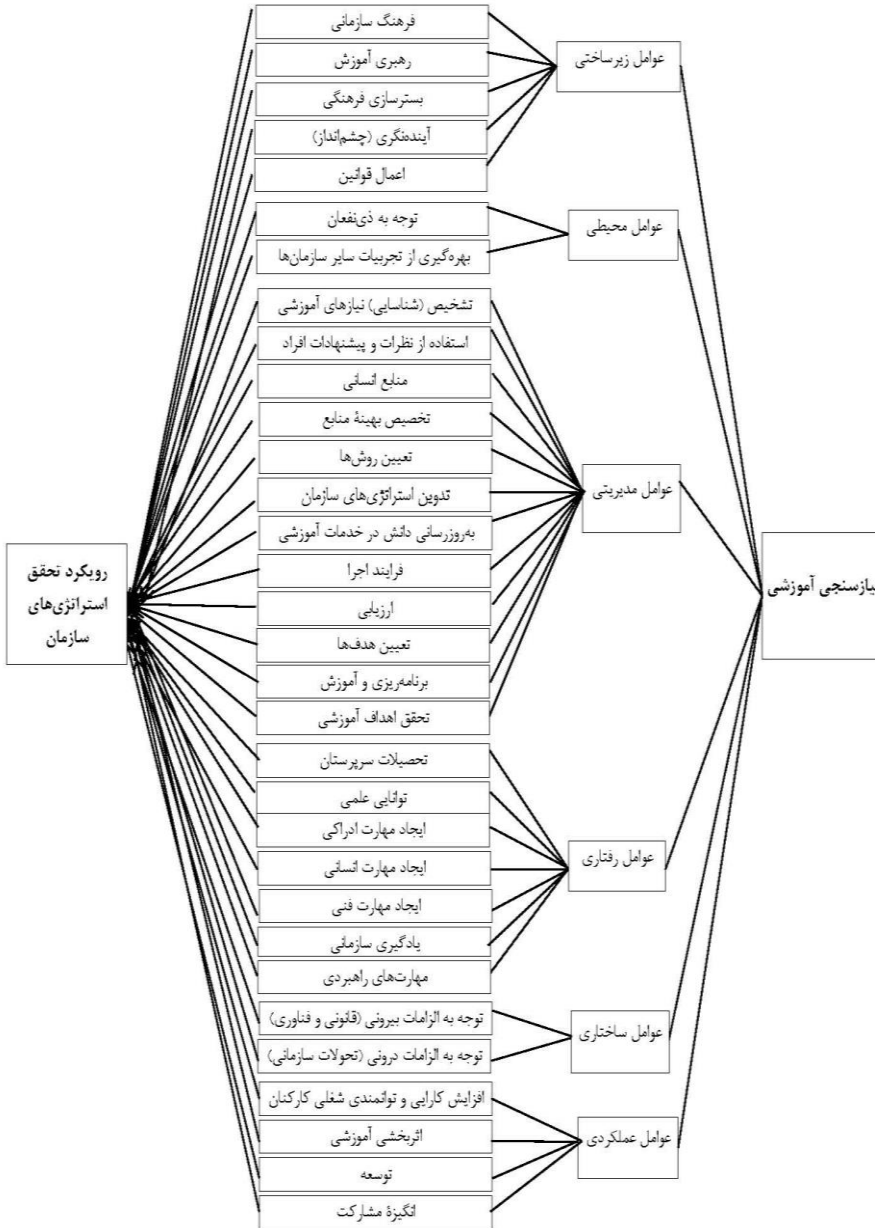 نیازسنجی آموزشی
عوامل زیرساختی
فرهنگ سازمانی
رهبری آموزش
بسترسازی فرهنگی
آینده‌نگری (چشم‌انداز)
اعمال قوانین
عوامل محیطی
توجه به ذی‌نفعان
بهره‌گیری از تجربیات سایر سازمان‌ها
عوامل مدیریتی
تشخیص (شناسایی) نیازهای آموزشی
استفاده از نظرات و پیشنهادات افراد
منابع انسانی
تخصیص بهینۀ منابع
تعیین روش‌ها
تدوین استراتژی‌های سازمان
به‌روزرسانی دانش در خدمات آموزشی
فرایند اجرا
ارزیابی
تعیین هدف‌ها
برنامه‌ریزی و آموزش
تحقق اهداف آموزشی
عوامل رفتاری
تحصیلات سرپرستان
توانایی علمی
ایجاد مهارت ادراکی
ایجاد مهارت انسانی
ایجاد مهارت فنی
یادگیری سازمانی
مهارت‌های راهبردی
عوامل ساختاری
توجه به الزامات بیرونی (قانونی و فناوری)
توجه به الزامات درونی (تحولات سازمانی)
عوامل عملکردی
افزایش کارایی و توانمندی شغلی کارکنان
اثربخشی آموزشی
توسعه
انگیزۀ مشارکت
رویکرد تحقق
استراتژی‌های
سازمان